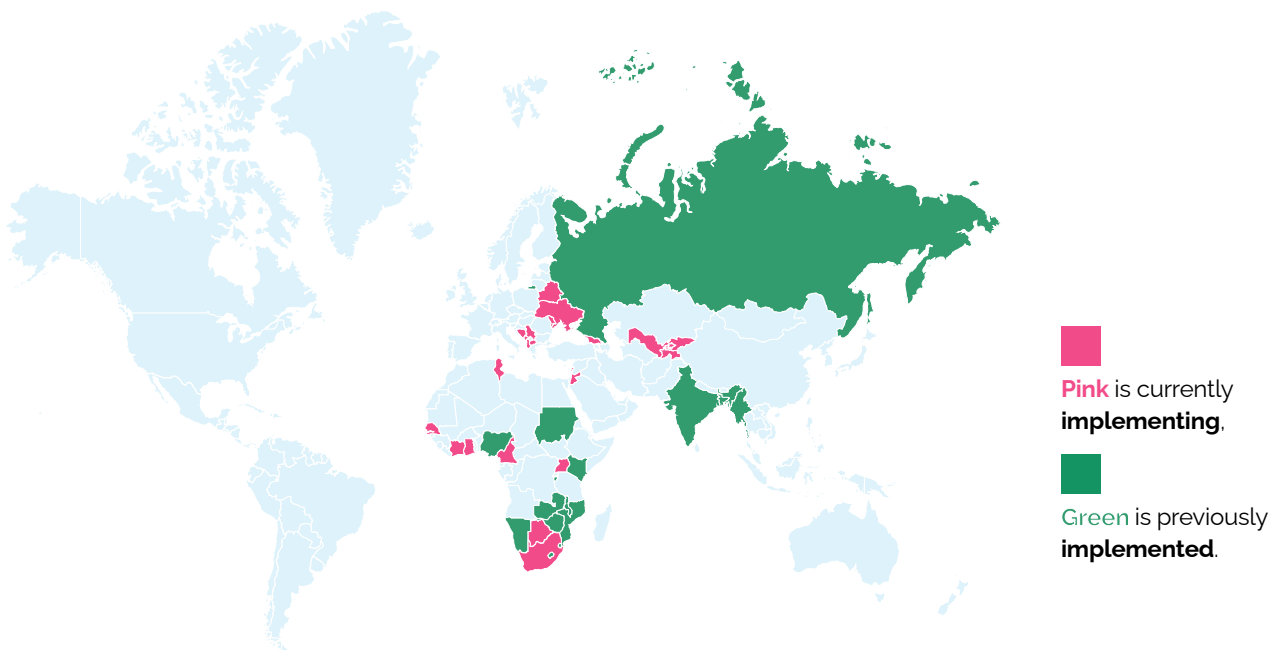 Pink is currently
implementing,
Green is previously
implemented.